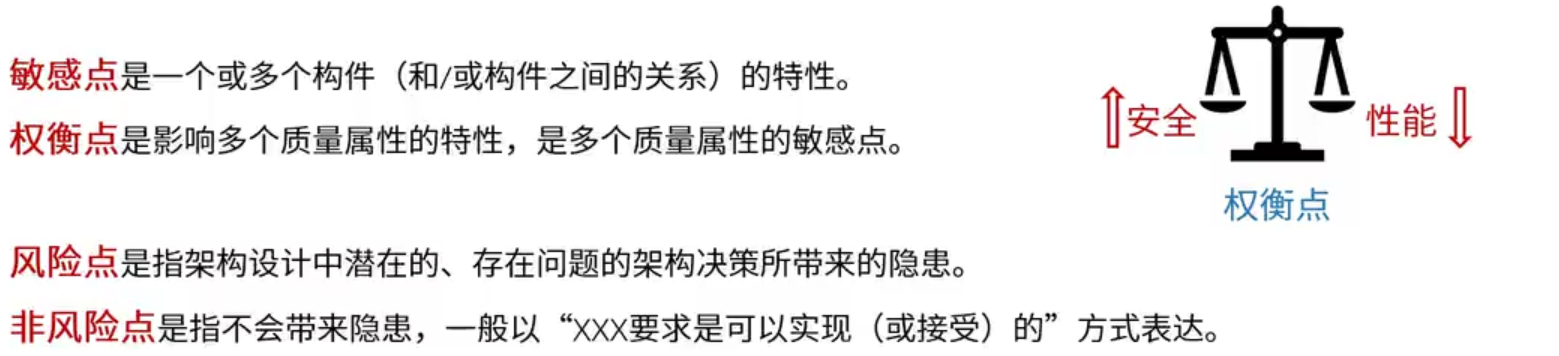 敏感点是一个或多个构件（和/或构件之间的关系）的特性。
权衡点是影响多个质量属性的特性，是多个质量属性的敏感点。
安全
性能
权衡点
风险点是指架构设计中潜在的、存在问题的架构决策所带来的隐患。
非风险点是指不会带来隐患，一般以“XXX要求是可以实现（或接受）的”方式表达。